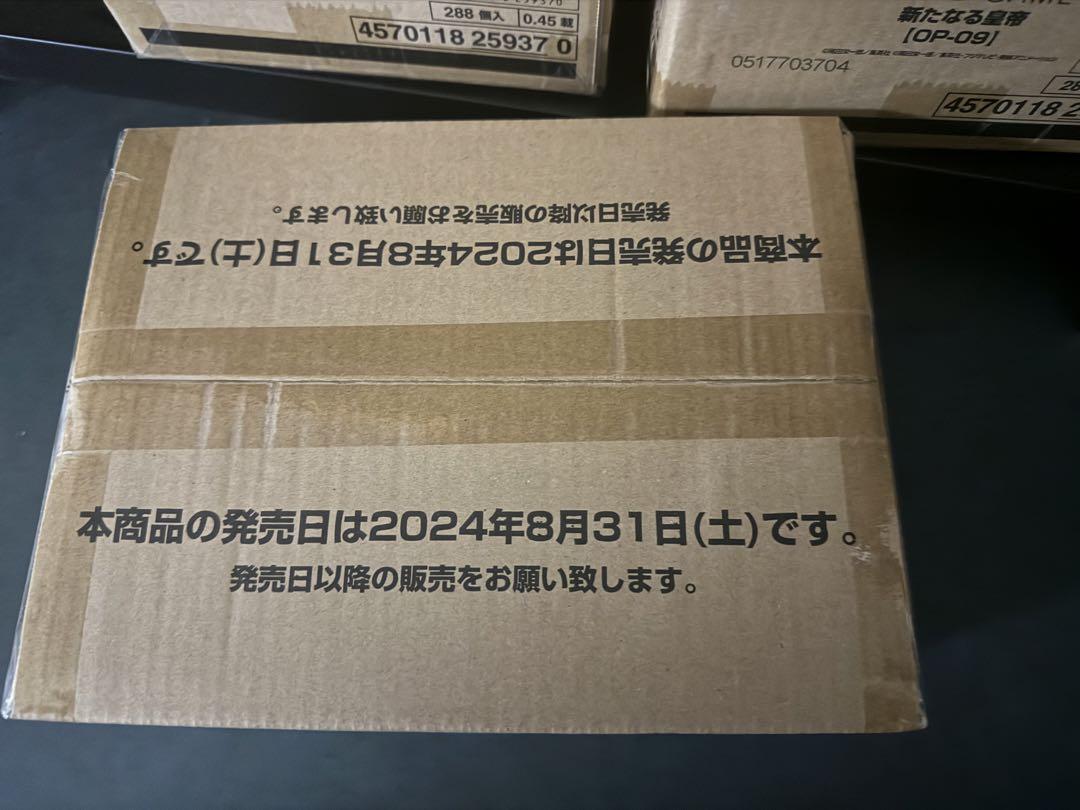 288 個入 0.45 載
4570118 25937 0
新たなる皇帝
[OP-09]
0517703704
28
4570118 2
発売日以降の販売をお願い致します。
本商品の発売日は2024年8月31日(土)です。
本商品の発売日は2024年8月31日(土)です。
発売日以降の販売をお願い致します。